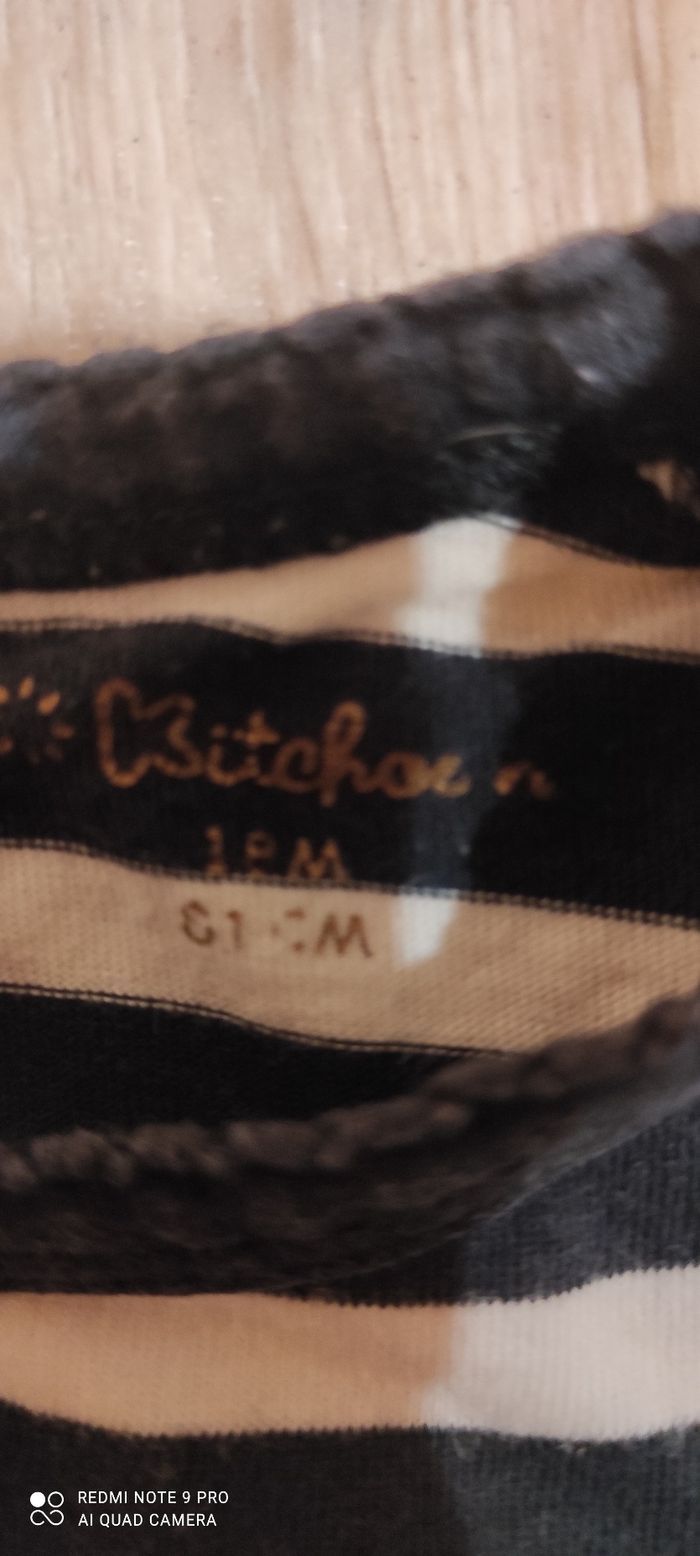 Kitchoun
18M
81 CM
REDMI NOTE 9 PRO
AI QUAD CAMERA